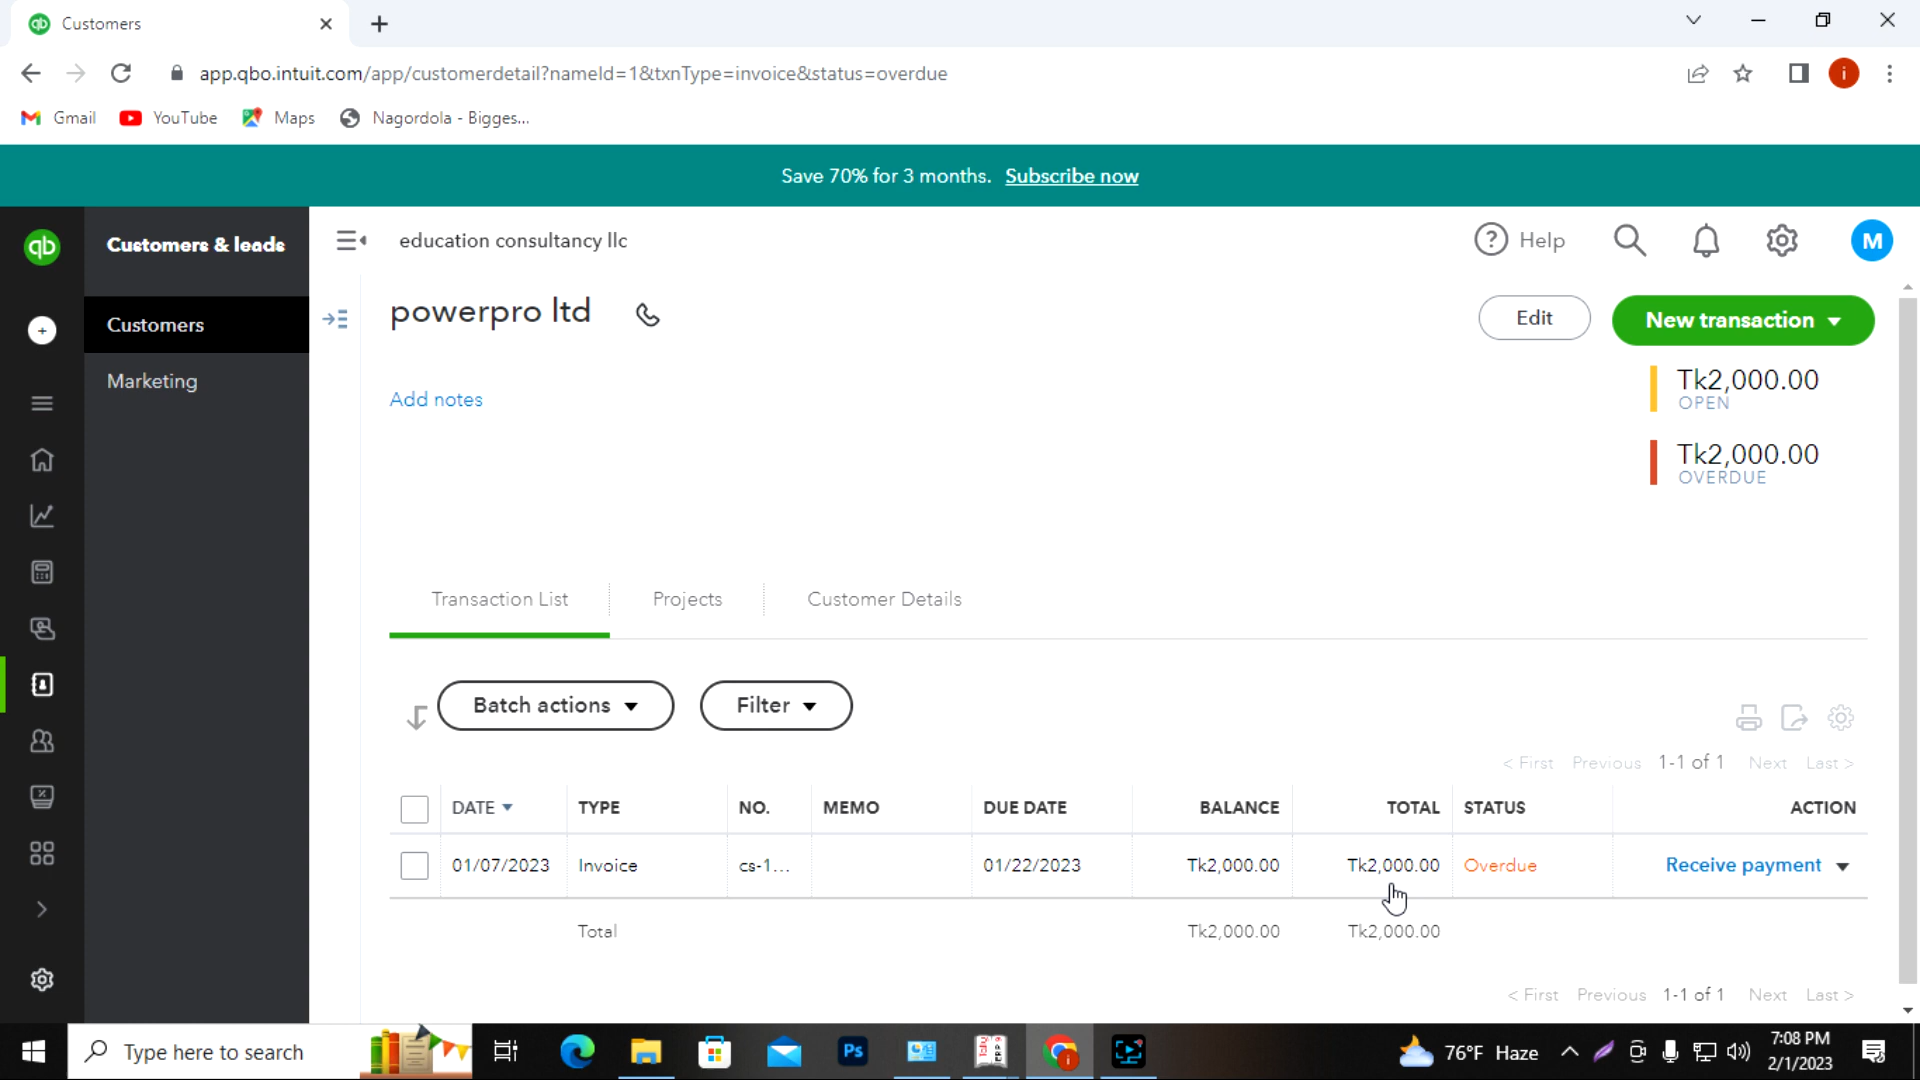 Customers
app.qbo.intuit.com/app/customerdetail?nameId=1&txnType=invoice&status=overdue
i
Gmail YouTube Maps Nagordola - Bigges...
Save 70% for 3 months. Subscribe now
qb Customers & leads education consultancy llc Help M
Customers
Marketing
powerpro ltd Edit New transaction
Add notes
Tk2,000.00
OPEN
Tk2,000.00
OVERDUE
Transaction List Projects Customer Details
Batch actions Filter
< First Previous 1-1 of 1 Next Last >
DATE TYPE NO. MEMO DUE DATE BALANCE TOTAL STATUS ACTION
01/07/2023 Invoice cs-1... 01/22/2023 Tk2,000.00 Tk2,000.00 Overdue Receive payment
Total Tk2,000.00 Tk2,000.00
< First Previous 1-1 of 1 Next Last >
Type here to search Ps 76°F Haze 7:08 PM
2/1/2023